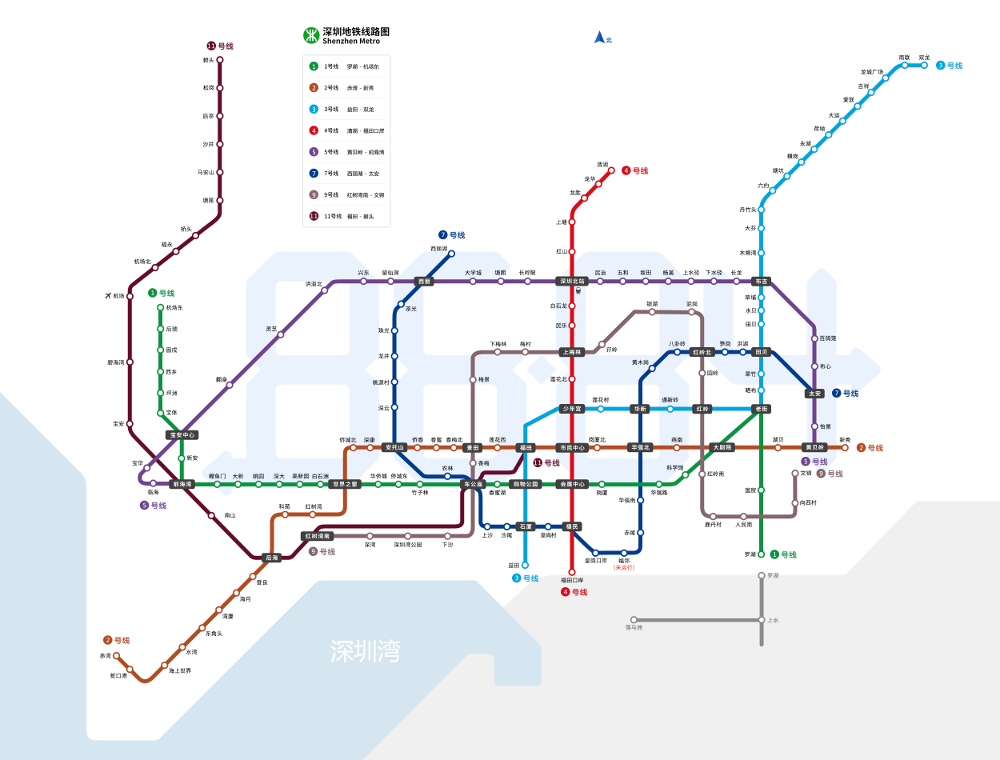 深圳地铁线路图
Shenzhen Metro
北
1 1号线 罗湖 - 机场东
2 2号线 赤湾 - 新秀
3 3号线 益田 - 双龙
4 4号线 清湖 - 福田口岸
5 5号线 黄贝岭 - 前海湾
7 7号线 西丽湖 - 太安
9 9号线 红树湾南 - 文锦
11 11号线 福田 - 碧头
11 号线
碧头
松岗
后亭
沙井
马安山
塘尾
桥头
福永
机场北
机场
碧海湾
宝安
1 号线
机场东
后瑞
固戍
西乡
坪洲
宝体
宝安中心
新安
宝华
临海
5 号线
前海湾
南山
鲤鱼门
大新
桃园
深大
高新园
白石洲
世界之窗
华侨城
侨城东
竹子林
车公庙
香蜜湖
购物公园
会展中心
岗厦
华强路
科学馆
大剧院
老街
国贸
罗湖
1 号线
兴东
留仙洞
洪浪北
灵芝
翻身
西丽
7 号线
西丽湖
茶光
珠光
龙井
桃源村
深云
安托山
农林
大学城
塘朗
长岭陂
深圳北站
民治
五和
坂田
杨美
上水径
下水径
长龙
布吉
百鸽笼
布心
太安
7 号线
怡景
黄贝岭
5 号线
新秀
2 号线
4 号线
清湖
龙华
龙胜
上塘
红山
白石龙
民乐
上梅林
莲花北
少年宫
市民中心
福民
福田口岸
4 号线
3 号线
双龙
南联
龙城广场
吉祥
爱联
大运
荷坳
永湖
横岗
塘坑
六约
丹竹头
大芬
木棉湾
草埔
水贝
田贝
翠竹
晒布
下梅林
梅村
梅景
孖岭
银湖
泥岗
八卦岭
红岭北
黄木岗
笋岗
洪湖
园岭
莲花村
华新
通新岭
红岭
侨城北
深康
侨香
香蜜
香梅北
景田
莲花西
福田
11 号线
岗厦北
华强北
燕南
湖贝
香梅
红岭南
文锦
9 号线
向西村
鹿丹村
人民南
华强南
赤尾
上沙
沙尾
石厦
皇岗村
皇岗口岸
福邻
(未运行)
益田
3 号线
科苑
红树湾
红树湾南
9 号线
深湾
深圳湾公园
下沙
后海
登良
海月
湾厦
东角头
水湾
海上世界
蛇口港
赤湾
2 号线
深圳湾
罗湖
上水
落马洲